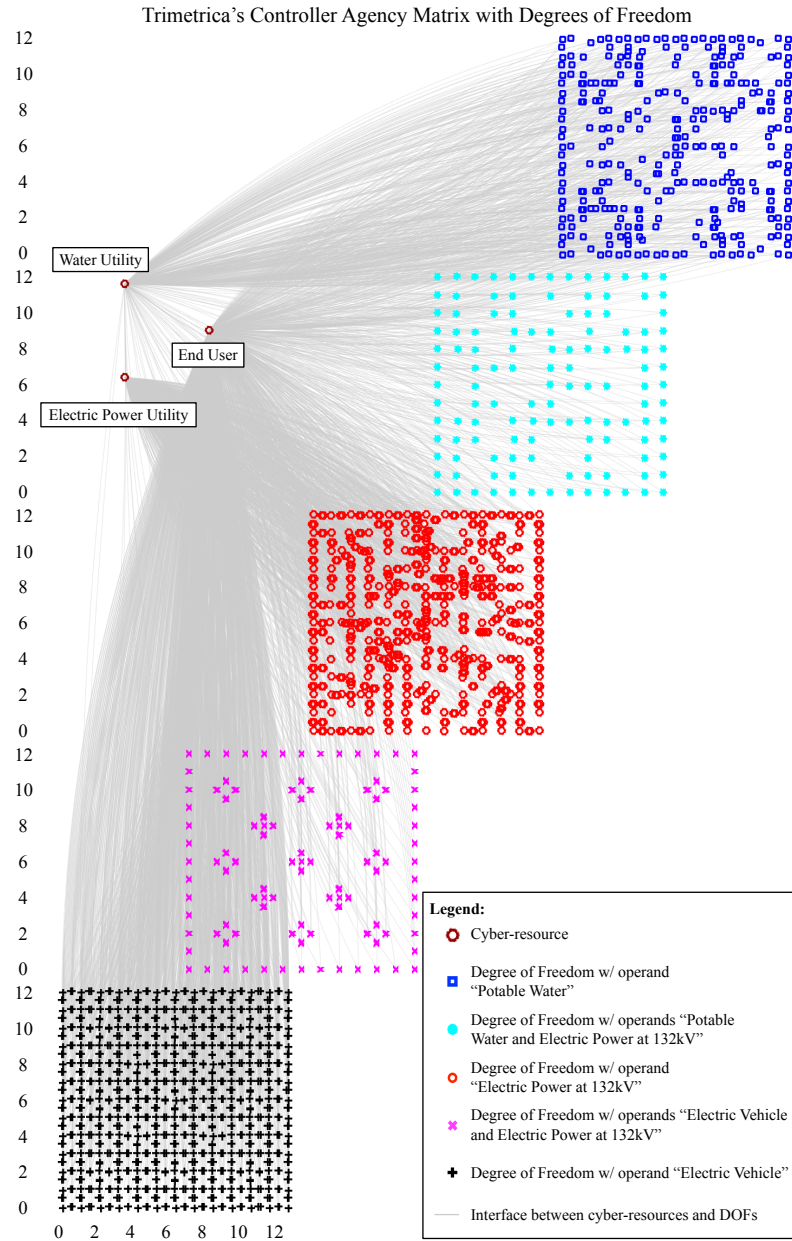 Trimetrica’s Controller Agency Matrix with Degrees of Freedom
12
10
8
6
4
2
0
Water Utility
12
10
End User
8
6
Electric Power Utility
4
2
0
12
10
8
6
4
2
0
12
10
8
6
4
2
0
12
10
8
6
4
2
0
0 2 4 6 8 10 12
Legend:
Cyber-resource
Degree of Freedom w/ operand
“Potable Water”
Degree of Freedom w/ operands “Potable
Water and Electric Power at 132kV”
Degree of Freedom w/ operand
“Electric Power at 132kV”
Degree of Freedom w/ operands “Electric Vehicle
and Electric Power at 132kV”
Degree of Freedom w/ operand “Electric Vehicle”
Interface between cyber-resources and DOFs